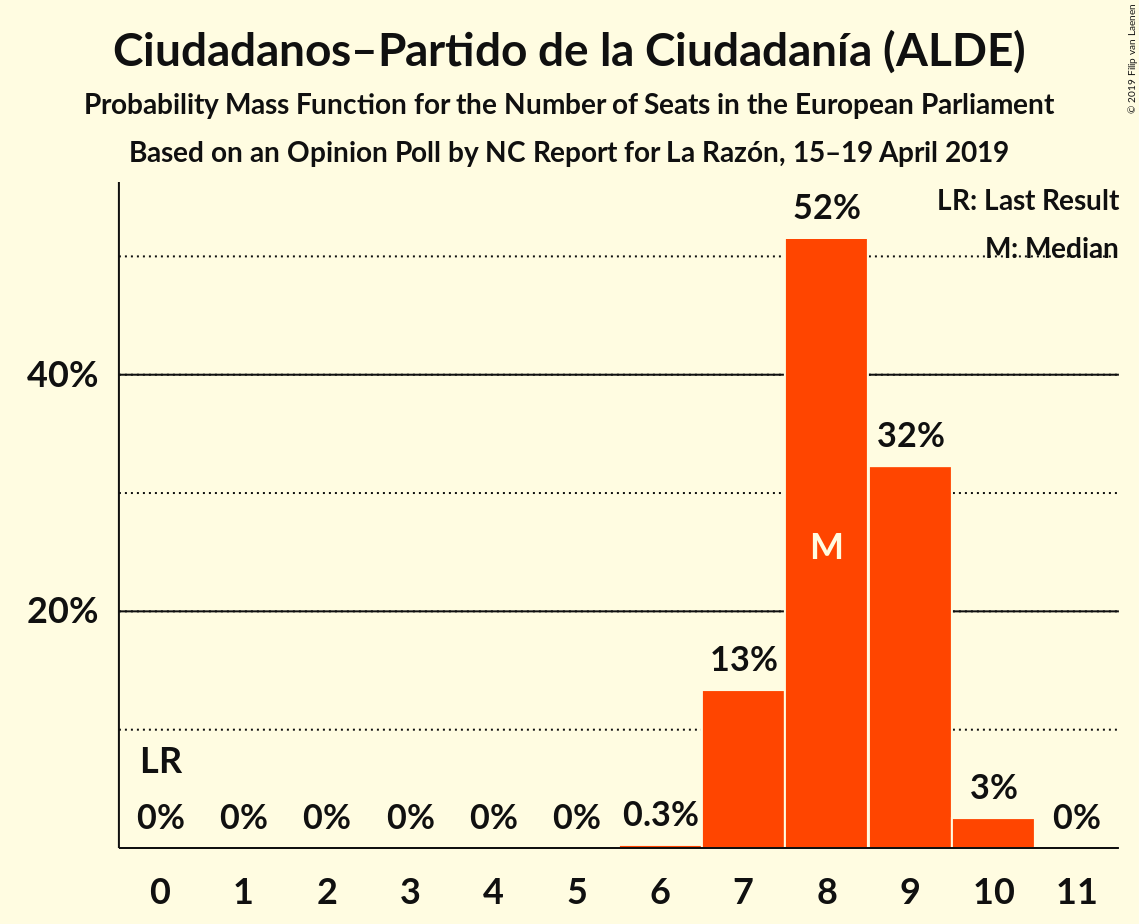 Ciudadanos–Partido de la Ciudadanía (ALDE)
Probability Mass Function for the Number of Seats in the European Parliament
Based on an Opinion Poll by NC Report for La Razón, 15–19 April 2019
© 2019 Filip van Laenen
LR: Last Result
M: Median
52%
40%
32%
M
20%
13%
LR
0% 0% 0% 0% 0% 0% 0.3% 3% 0%
0 1 2 3 4 5 6 7 8 9 10 11